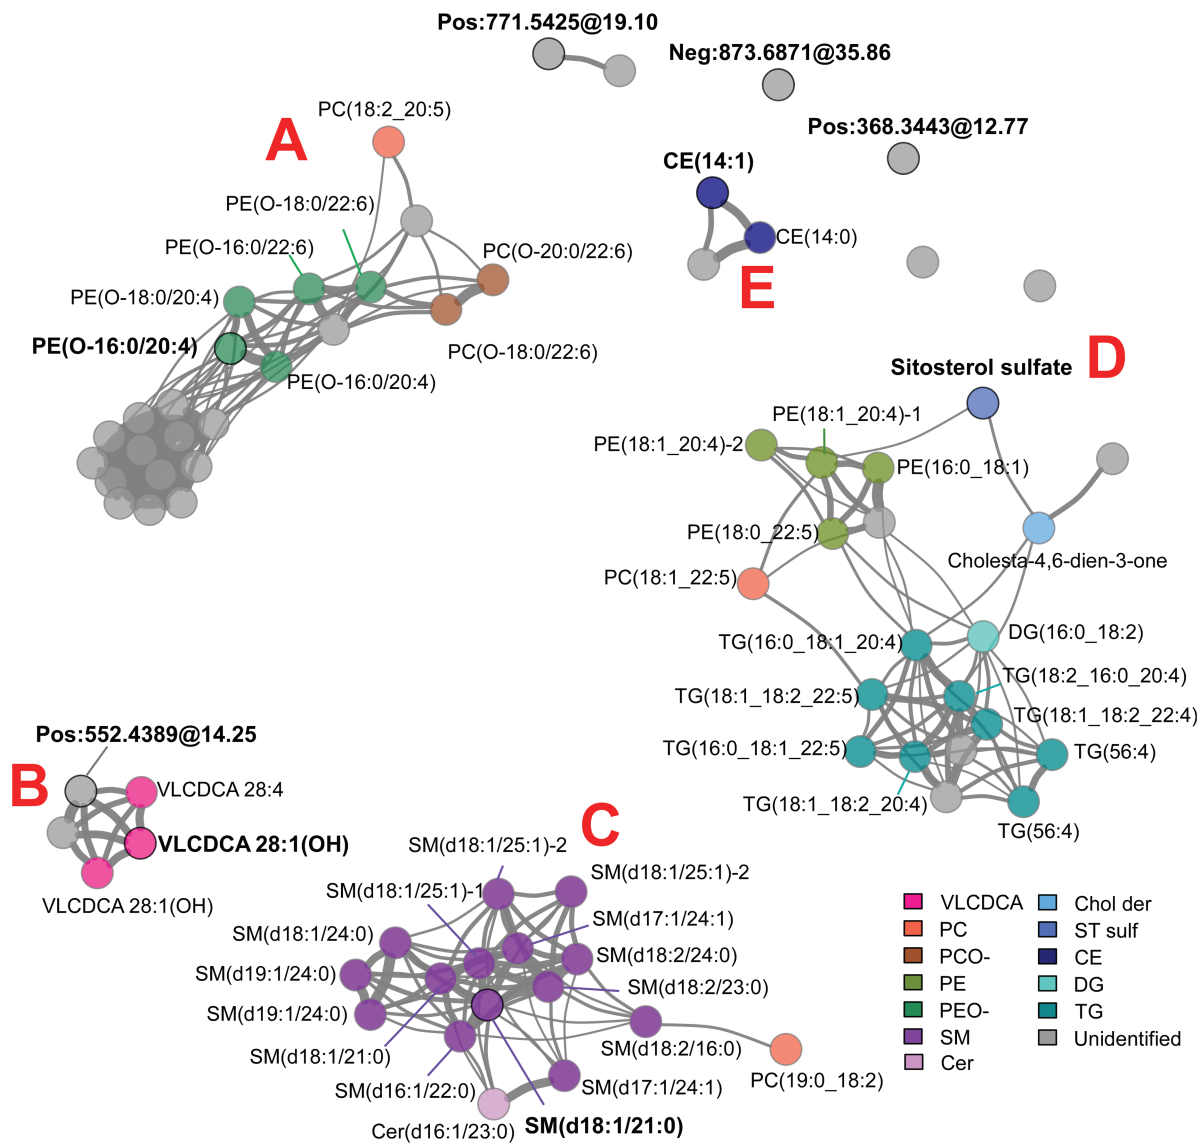 Pos:771.5425@19.10
Neg:873.6871@35.86
Pos:368.3443@12.77
A
PC(18:2_20:5)
PE(O-18:0/22:6)
PE(O-16:0/22:6)
PC(O-20:0/22:6)
PE(O-18:0/20:4)
PE(O-16:0/20:4)
PC(O-18:0/22:6)
PE(O-16:0/20:4)
CE(14:1)
CE(14:0)
E
Sitosterol sulfate
D
PE(18:1_20:4)-1
PE(18:1_20:4)-2
PE(16:0_18:1)
PE(18:0_22:5)
Cholesta-4,6-dien-3-one
PC(18:1_22:5)
TG(16:0_18:1_20:4)
DG(16:0_18:2)
TG(18:2_16:0_20:4)
TG(18:1_18:2_22:5)
TG(18:1_18:2_22:4)
TG(16:0_18:1_22:5)
TG(56:4)
TG(18:1_18:2_20:4)
TG(56:4)
Pos:552.4389@14.25
B
VLCDCA 28:4
VLCDCA 28:1(OH)
VLCDCA 28:1(OH)
C
SM(d18:1/25:1)-2
SM(d18:1/25:1)-2
SM(d18:1/25:1)-1
SM(d17:1/24:1)
SM(d18:1/24:0)
SM(d18:2/24:0)
SM(d19:1/24:0)
SM(d18:2/23:0)
SM(d19:1/24:0)
SM(d18:1/21:0)
SM(d18:2/16:0)
SM(d16:1/22:0)
SM(d17:1/24:1)
PC(19:0_18:2)
Cer(d16:1/23:0)
SM(d18:1/21:0)
VLCDCA
PC
PCO-
PE
PEO-
SM
Cer
Chol der
ST sulf
CE
DG
TG
Unidentified